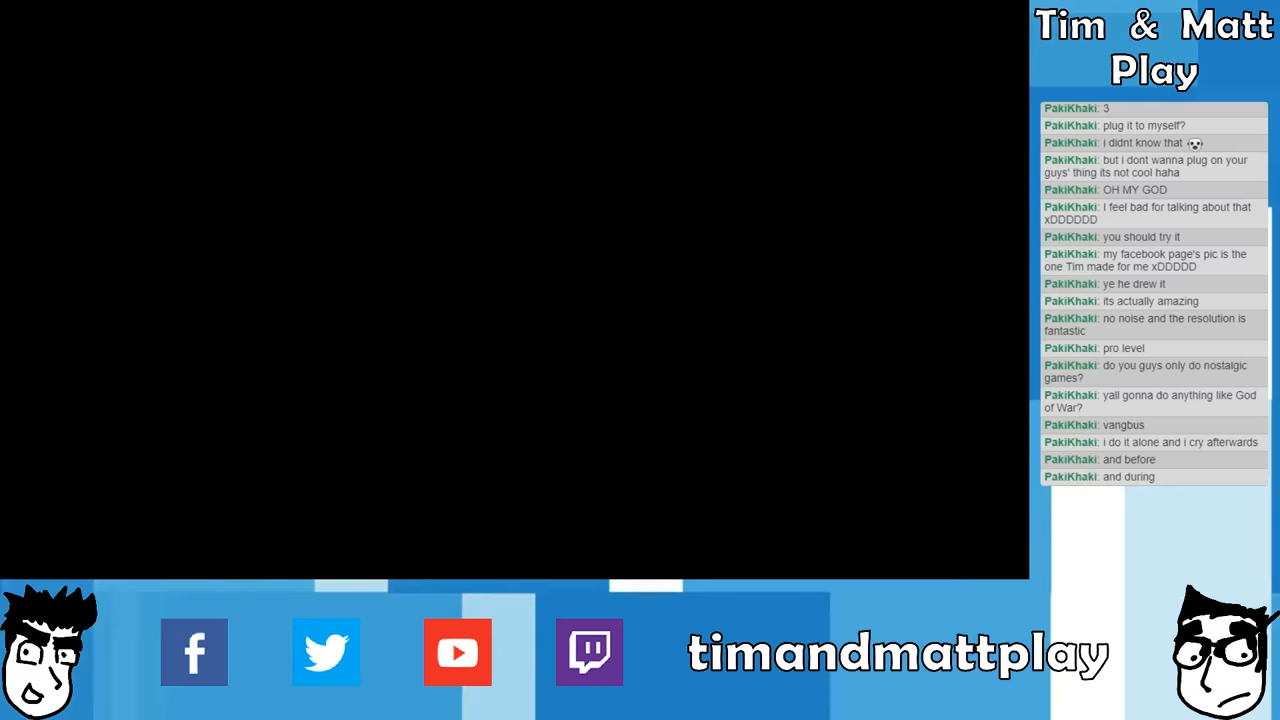 Tim & Matt
Play
PakiKhaki: 3
PakiKhaki: plug it to myself?
PakiKhaki: i didnt know that
PakiKhaki: but i dont wanna plug on your
guys' thing its not cool haha
PakiKhaki: OH MY GOD
PakiKhaki: I feel bad for talking about that
xDDDDDD
PakiKhaki: you should try it
PakiKhaki: my facebook page's pic is the
one Tim made for me xDDDDD
PakiKhaki: ye he drew it
PakiKhaki: its actually amazing
PakiKhaki: no noise and the resolution is
fantastic
PakiKhaki: pro level
PakiKhaki: do you guys only do nostalgic
games?
PakiKhaki: yall gonna do anything like God
of War?
PakiKhaki: vangbus
PakiKhaki: i do it alone and i cry afterwards
PakiKhaki: and before
PakiKhaki: and during
timandmattplay